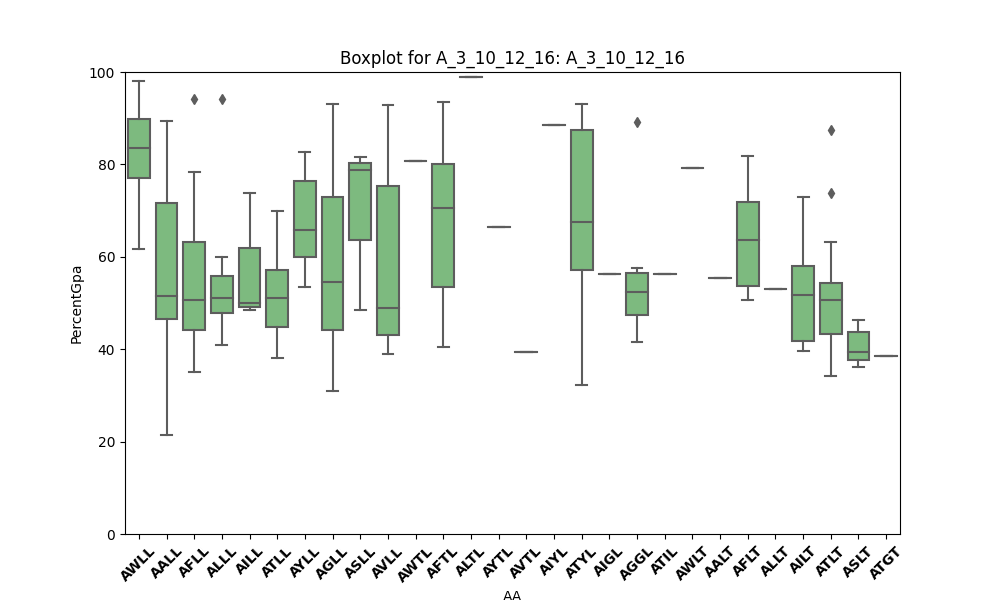 Boxplot for A_3_10_12_16: A_3_10_12_16
100
80
60
40
20
0
PercentGpa
AWLL AALL AFLL ALLL AILL ATLL AYLL AGLL ASLL AVLL AWTL AFTL ALTL AYTL AVTL AIYL ATYL AIGL AGGL ATIL AWLT AALT AFLT ALLT AILT ATLT ASLT ATGT
AA